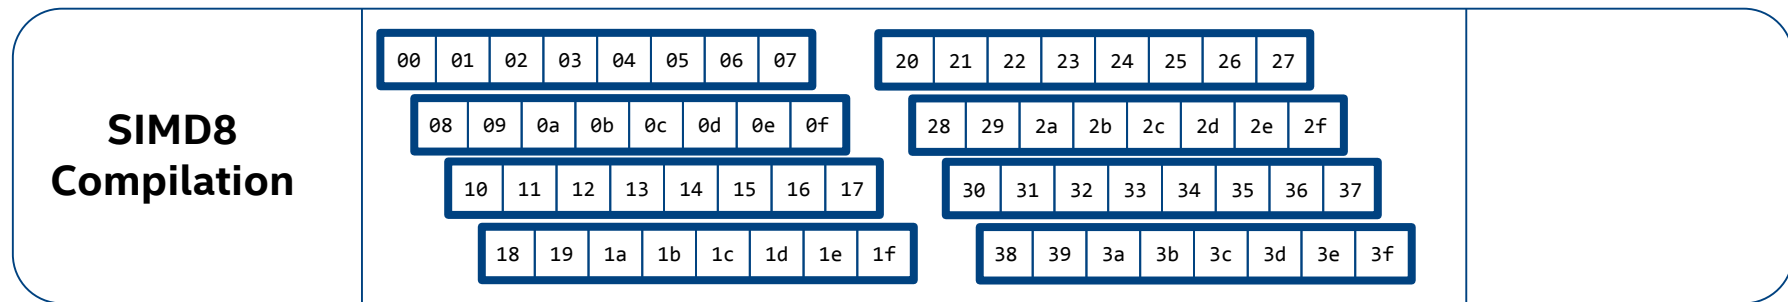 SIMD8
Compilation
00 01 02 03 04 05 06 07
08 09 0a 0b 0c 0d 0e 0f
10 11 12 13 14 15 16 17
18 19 1a 1b 1c 1d 1e 1f
20 21 22 23 24 25 26 27
28 29 2a 2b 2c 2d 2e 2f
30 31 32 33 34 35 36 37
38 39 3a 3b 3c 3d 3e 3f